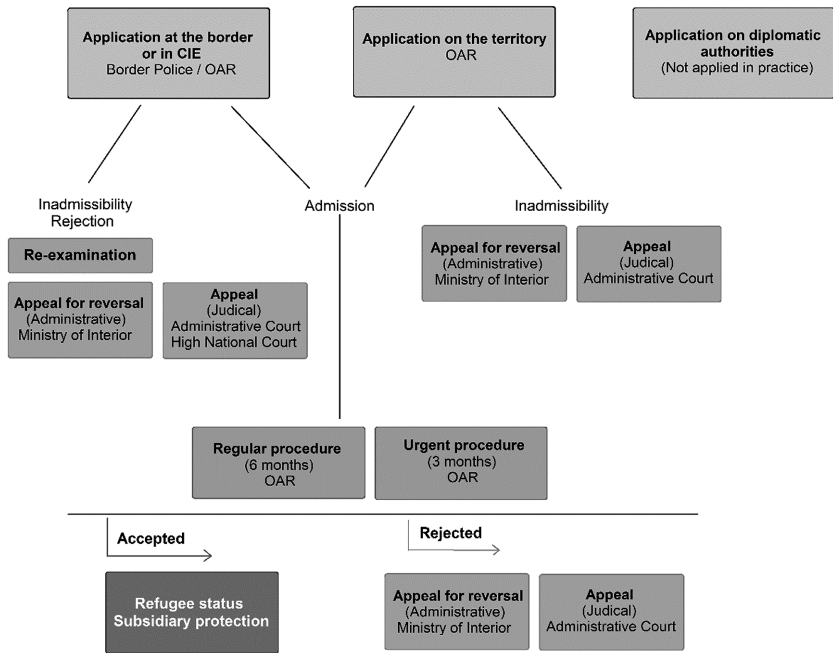 Application at the border
or in CIE
Border Police / OAR
Application on the territory
OAR
Application on diplomatic
authorities
(Not applied in practice)
Inadmissibility
Rejection
Admission
Inadmissibility
Re-examination
Appeal for reversal
(Administrative)
Ministry of Interior
Appeal
(Judical)
Administrative Court
High National Court
Appeal for reversal
(Administrative)
Ministry of Interior
Appeal
(Judical)
Administrative Court
Regular procedure
(6 months)
OAR
Urgent procedure
(3 months)
OAR
Accepted
Rejected
Refugee status
Subsidiary protection
Appeal for reversal
(Administrative)
Ministry of Interior
Appeal
(Judical)
Administrative Court